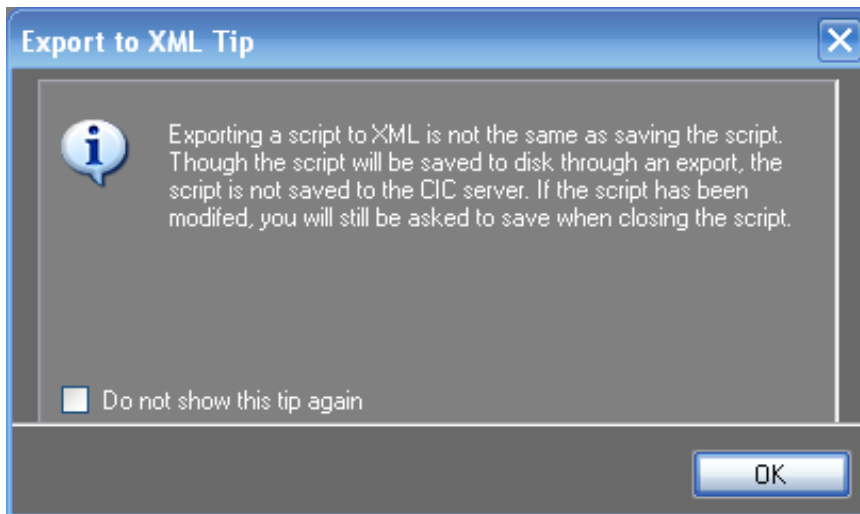 Export to XML Tip
Exporting a script to XML is not the same as saving the script.
Though the script will be saved to disk through an export, the
script is not saved to the CIC server. If the script has been
modifed, you will still be asked to save when closing the script.
Do not show this tip again
OK